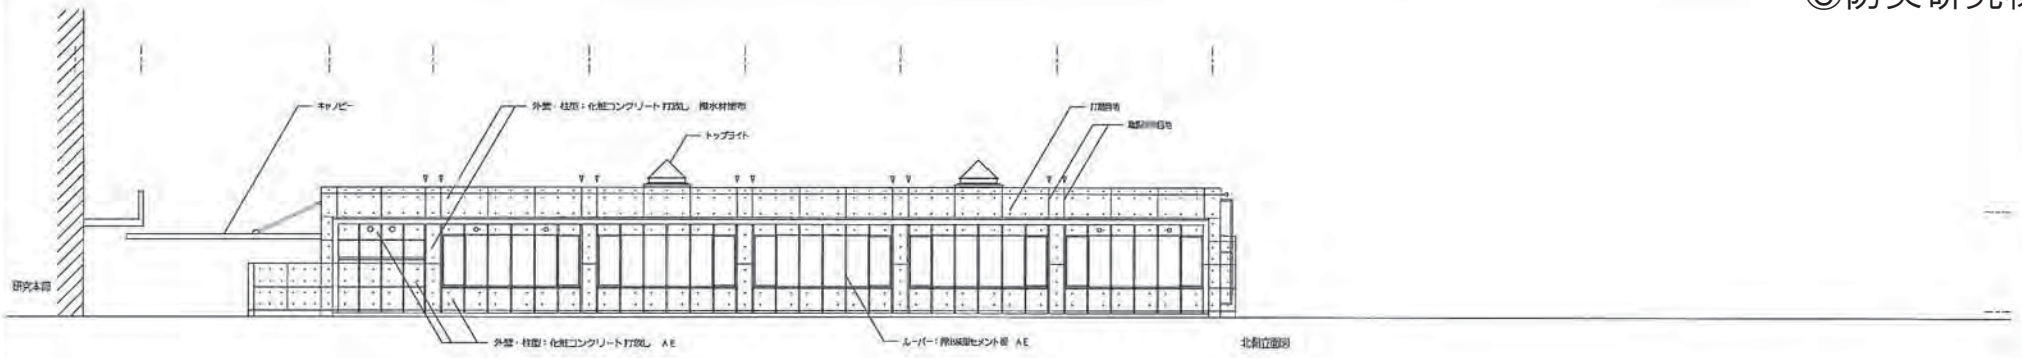 ⑧防災研究棟
キャノピー
外壁・柱型：化粧コンクリート打放し　撥水材塗布
打継目地
トップライト
研究本館
外壁・柱型：化粧コンクリート打放し　AE
ルーバー：押出成型セメント板　AE
北側立面図